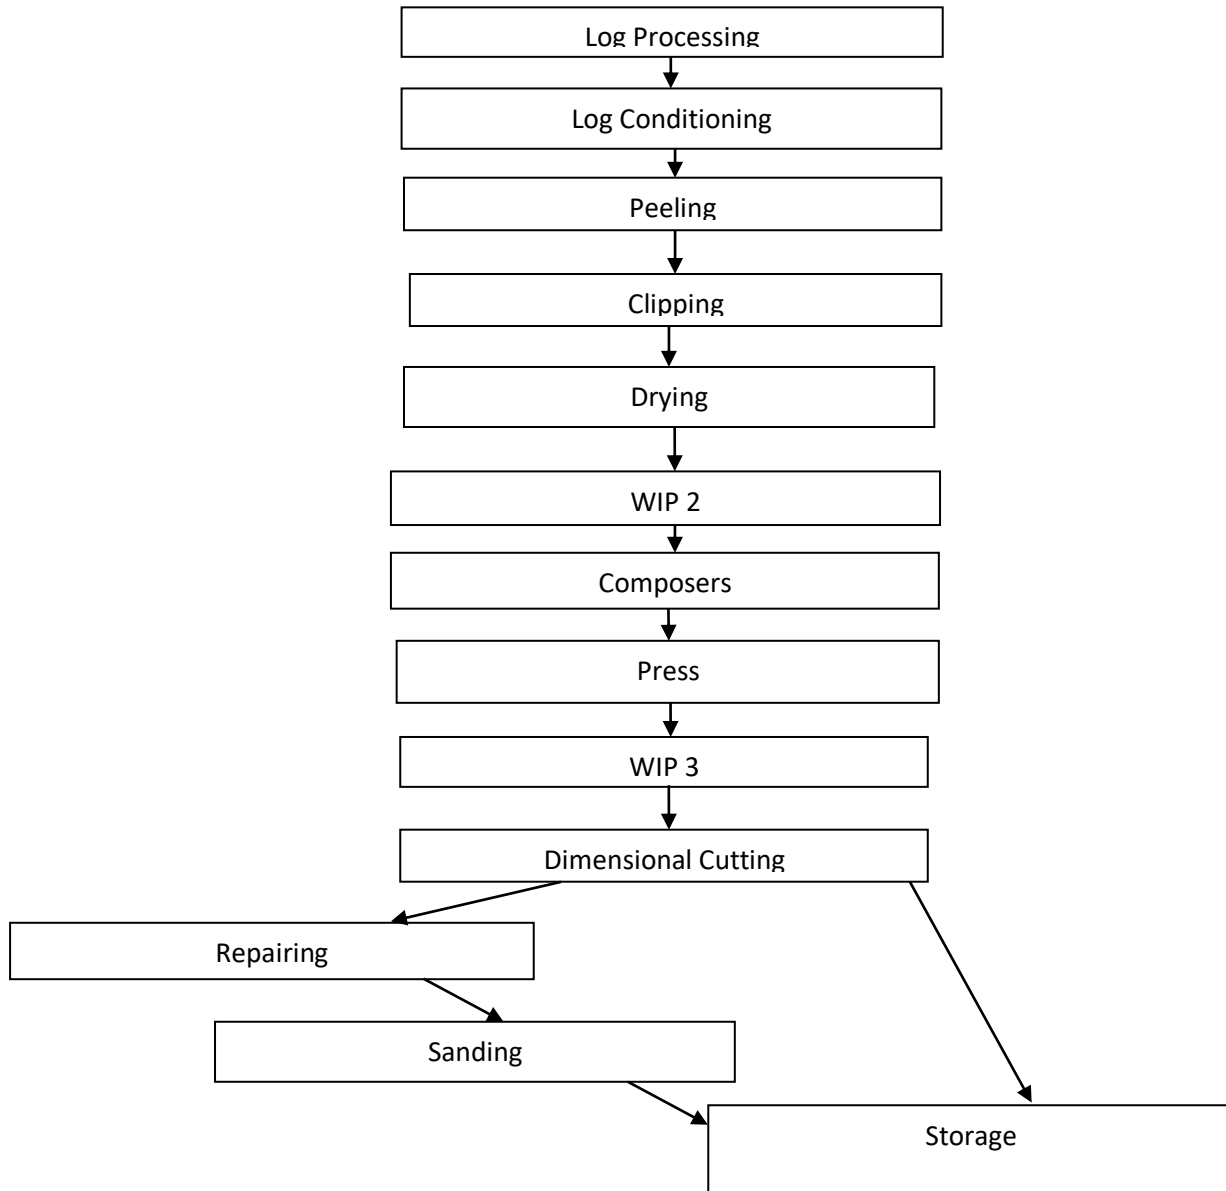 Log Processing
Log Conditioning
Peeling
Clipping
Drying
WIP 2
Composers
Press
WIP 3
Dimensional Cutting
Repairing
Sanding
Storage